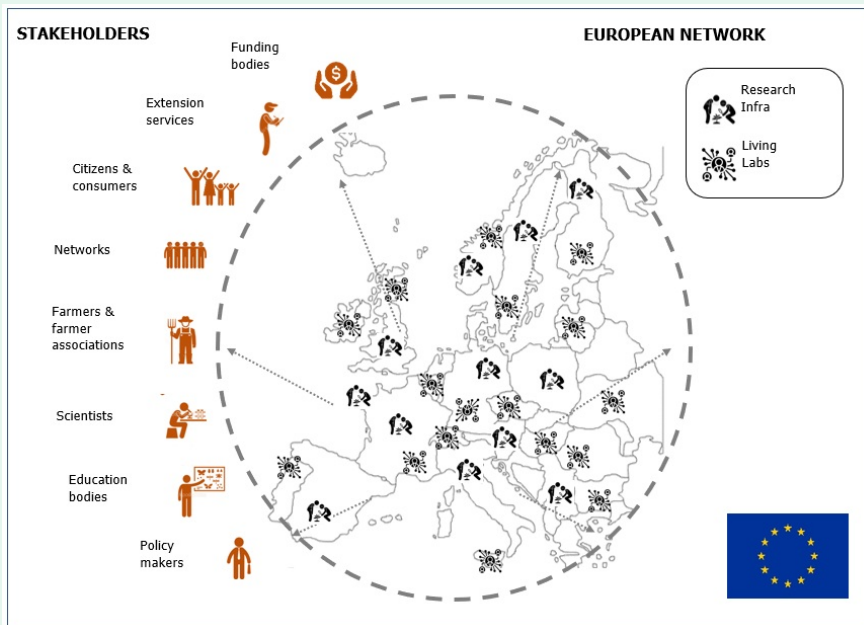 STAKEHOLDERS
EUROPEAN NETWORK
Funding
bodies
Extension
services
Citizens &
consumers
Networks
Farmers &
farmer
associations
Scientists
Education
bodies
Policy
makers
Research
Infra
Living
Labs
$